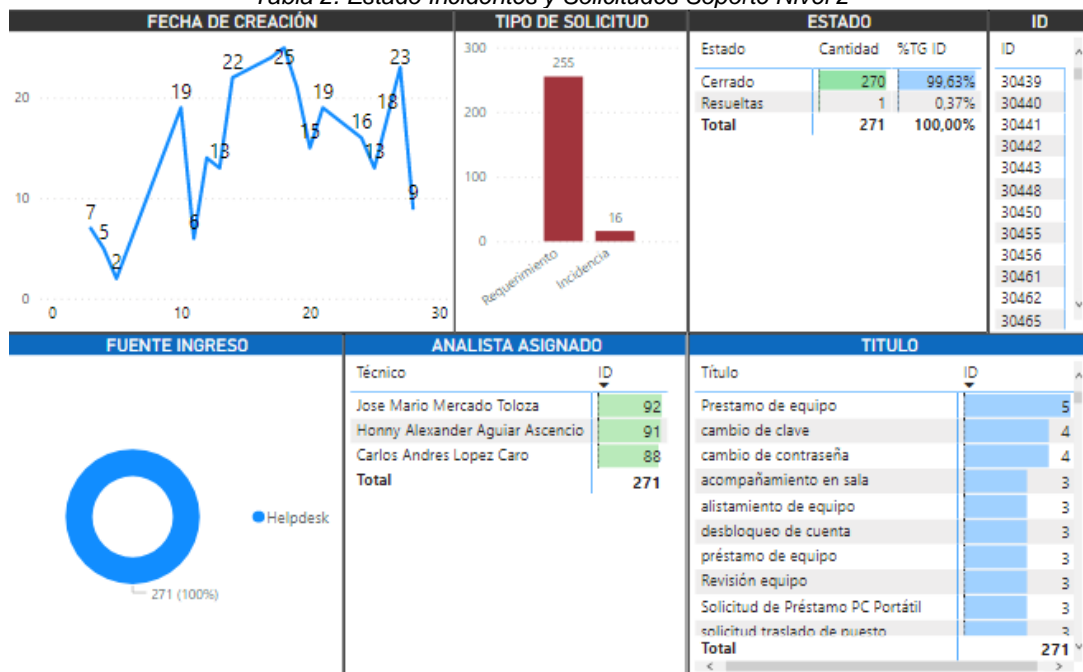 Tabla 2. Estado Incidentes y Solicitudes Soporte Nivel 2
FECHA DE CREACIÓN
20
10
0
0 10 20 30
7
5
2
19
6
13
22
25
15
19
16
13
18
23
9
TIPO DE SOLICITUD
300
200
100
0
255
16
Requerimiento
Incidencia
ESTADO
Estado Cantidad %TG ID
Cerrado 270 99,63%
Resueltas 1 0,37%
Total 271 100,00%
ID
ID
30439
30440
30441
30442
30443
30448
30450
30455
30456
30461
30462
30465
FUENTE INGRESO
Helpdesk
271 (100%)
ANALISTA ASIGNADO
Técnico ID
Jose Mario Mercado Toloza 92
Honny Alexander Aguiar Ascencio 91
Carlos Andres Lopez Caro 88
Total 271
TITULO
Título ID
Prestamo de equipo 5
cambio de clave 4
cambio de contraseña 4
acompañamiento en sala 3
alistamiento de equipo 3
desbloqueo de cuenta 3
préstamo de equipo 3
Revisión equipo 3
Solicitud de Préstamo PC Portátil 3
solicitud traslado de puesto 3
Total 271